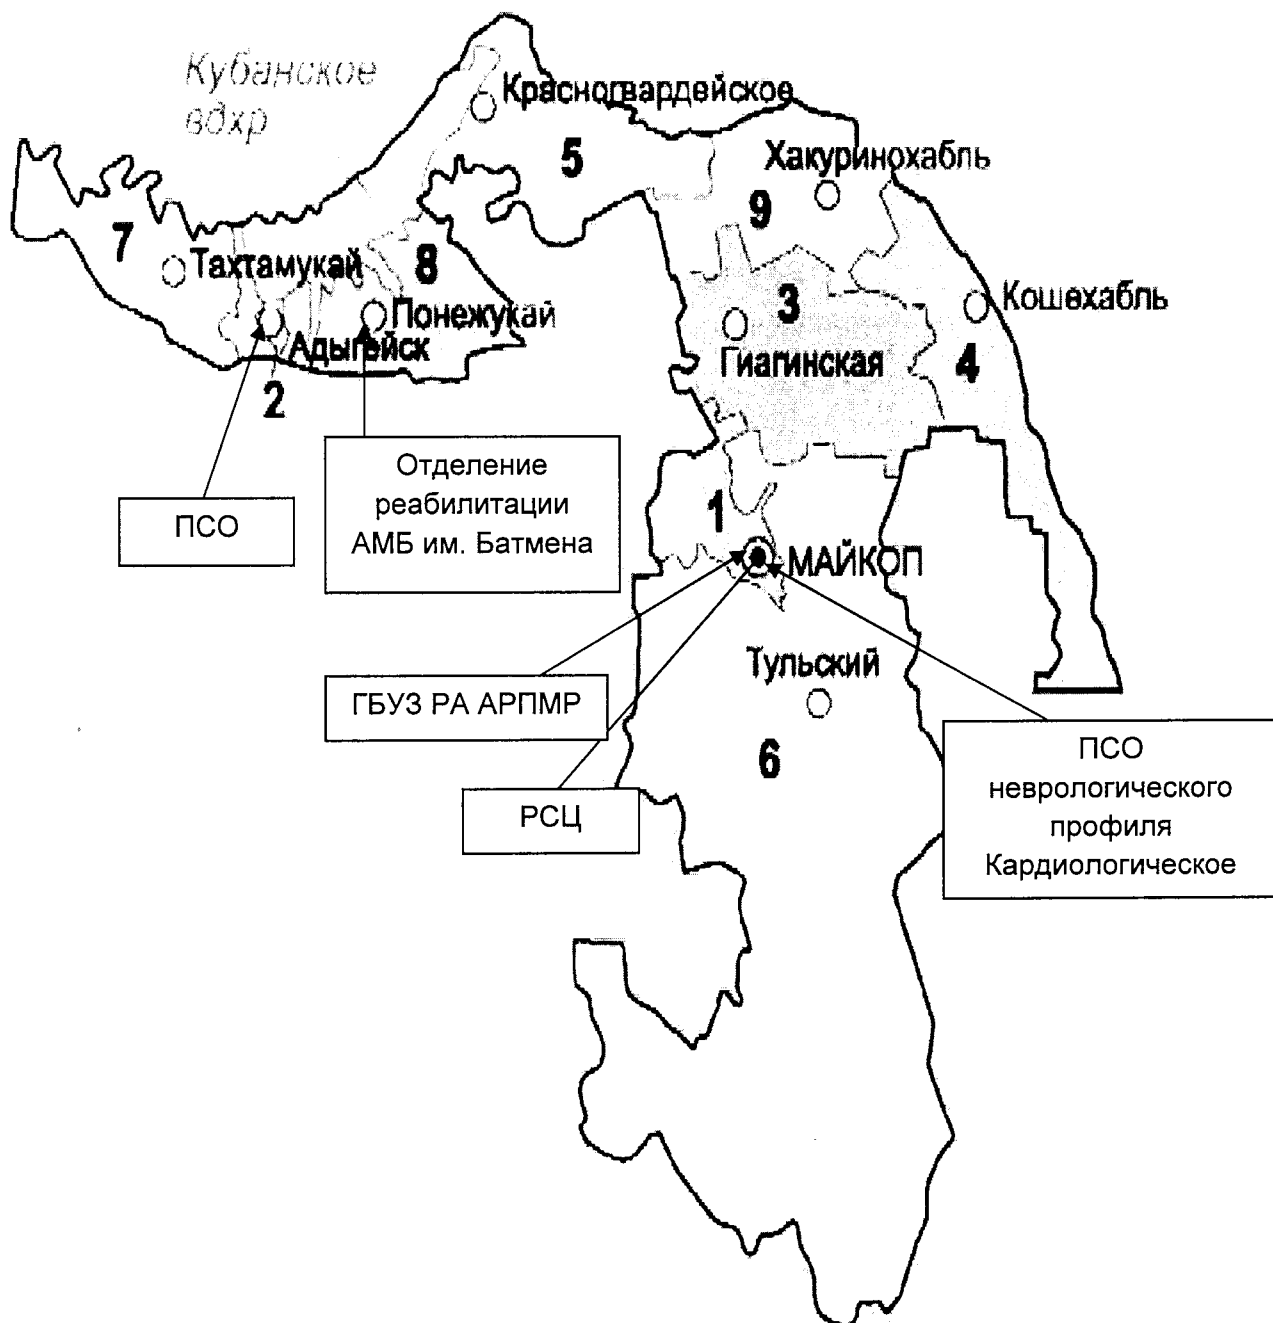 Кубанское
вдхр
Красногвардейское
5
Хакуринохабль
9
7
Тахтамукай
8
3
Кошехабль
Понежукай
Адыгейск
Гиагинская
4
2
Отделение
реабилитации
АМБ им. Батмена
ПСО
1
МАЙКОП
Тульский
ГБУЗ РА АРПМР
6
ПСО
неврологического
профиля
Кардиологическое
РСЦ